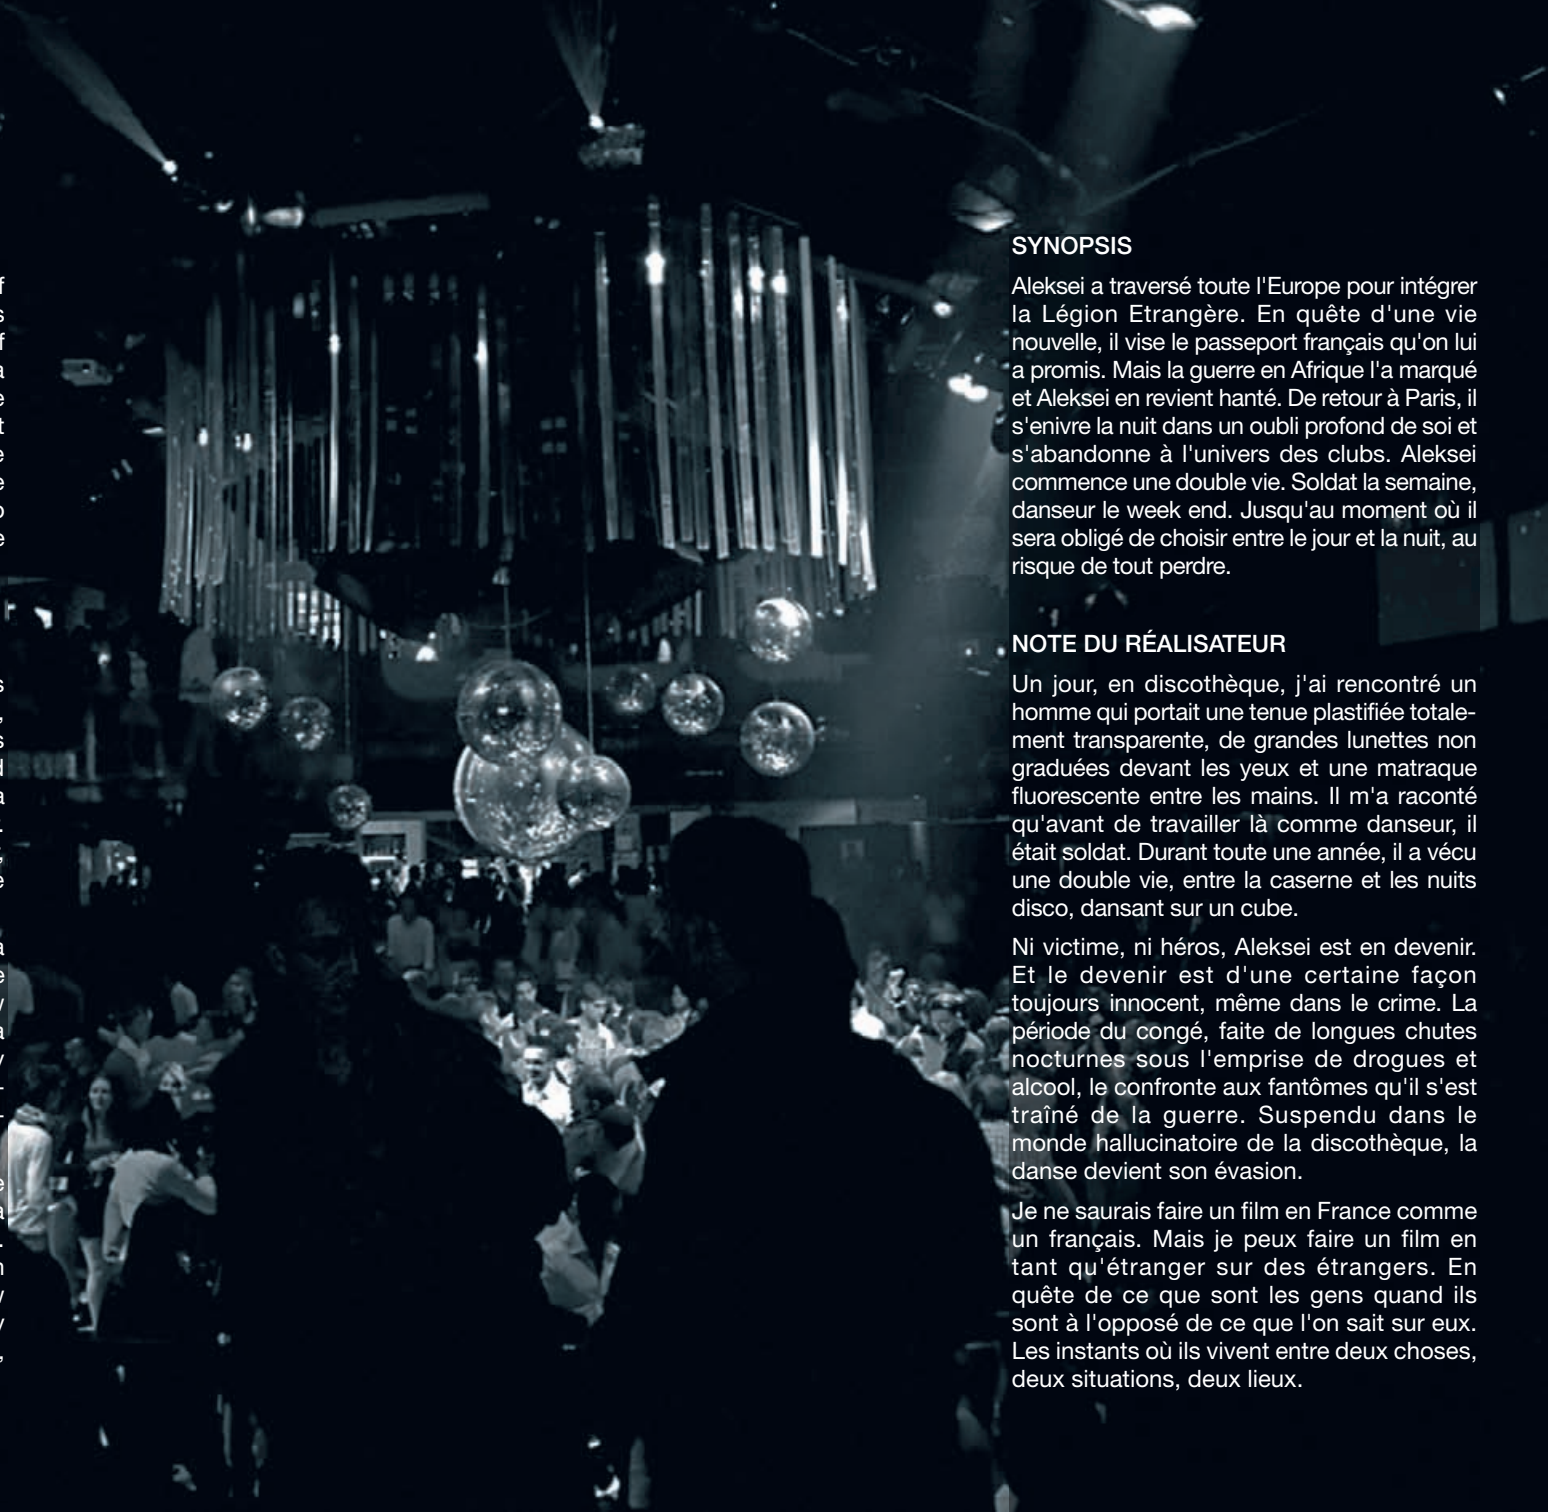 SYNOPSIS
Aleksei a traversé toute l'Europe pour intégrer
la Légion Etrangère. En quête d'une vie
nouvelle, il vise le passeport français qu'on lui
a promis. Mais la guerre en Afrique l'a marqué
et Aleksei en revient hanté. De retour à Paris, il
s'enivre la nuit dans un oubli profond de soi et
s'abandonne à l'univers des clubs. Aleksei
commence une double vie. Soldat la semaine,
danseur le week end. Jusqu'au moment où il
sera obligé de choisir entre le jour et la nuit, au
risque de tout perdre.
NOTE DU RÉALISATEUR
Un jour, en discothèque, j'ai rencontré un
homme qui portait une tenue plastifiée totale-
ment transparente, de grandes lunettes non
graduées devant les yeux et une matraque
fluorescente entre les mains. Il m'a raconté
qu'avant de travailler là comme danseur, il
était soldat. Durant toute une année, il a vécu
une double vie, entre la caserne et les nuits
disco, dansant sur un cube.
Ni victime, ni héros, Aleksei est en devenir.
Et le devenir est d'une certaine façon
toujours innocent, même dans le crime. La
période du congé, faite de longues chutes
nocturnes sous l'emprise de drogues et
alcool, le confronte aux fantômes qu'il s'est
traîné de la guerre. Suspendu dans le
monde hallucinatoire de la discothèque, la
danse devient son évasion.
Je ne saurais faire un film en France comme
un français. Mais je peux faire un film en
tant qu'étranger sur des étrangers. En
quête de ce que sont les gens quand ils
sont à l'opposé de ce que l'on sait sur eux.
Les instants où ils vivent entre deux choses,
deux situations, deux lieux.